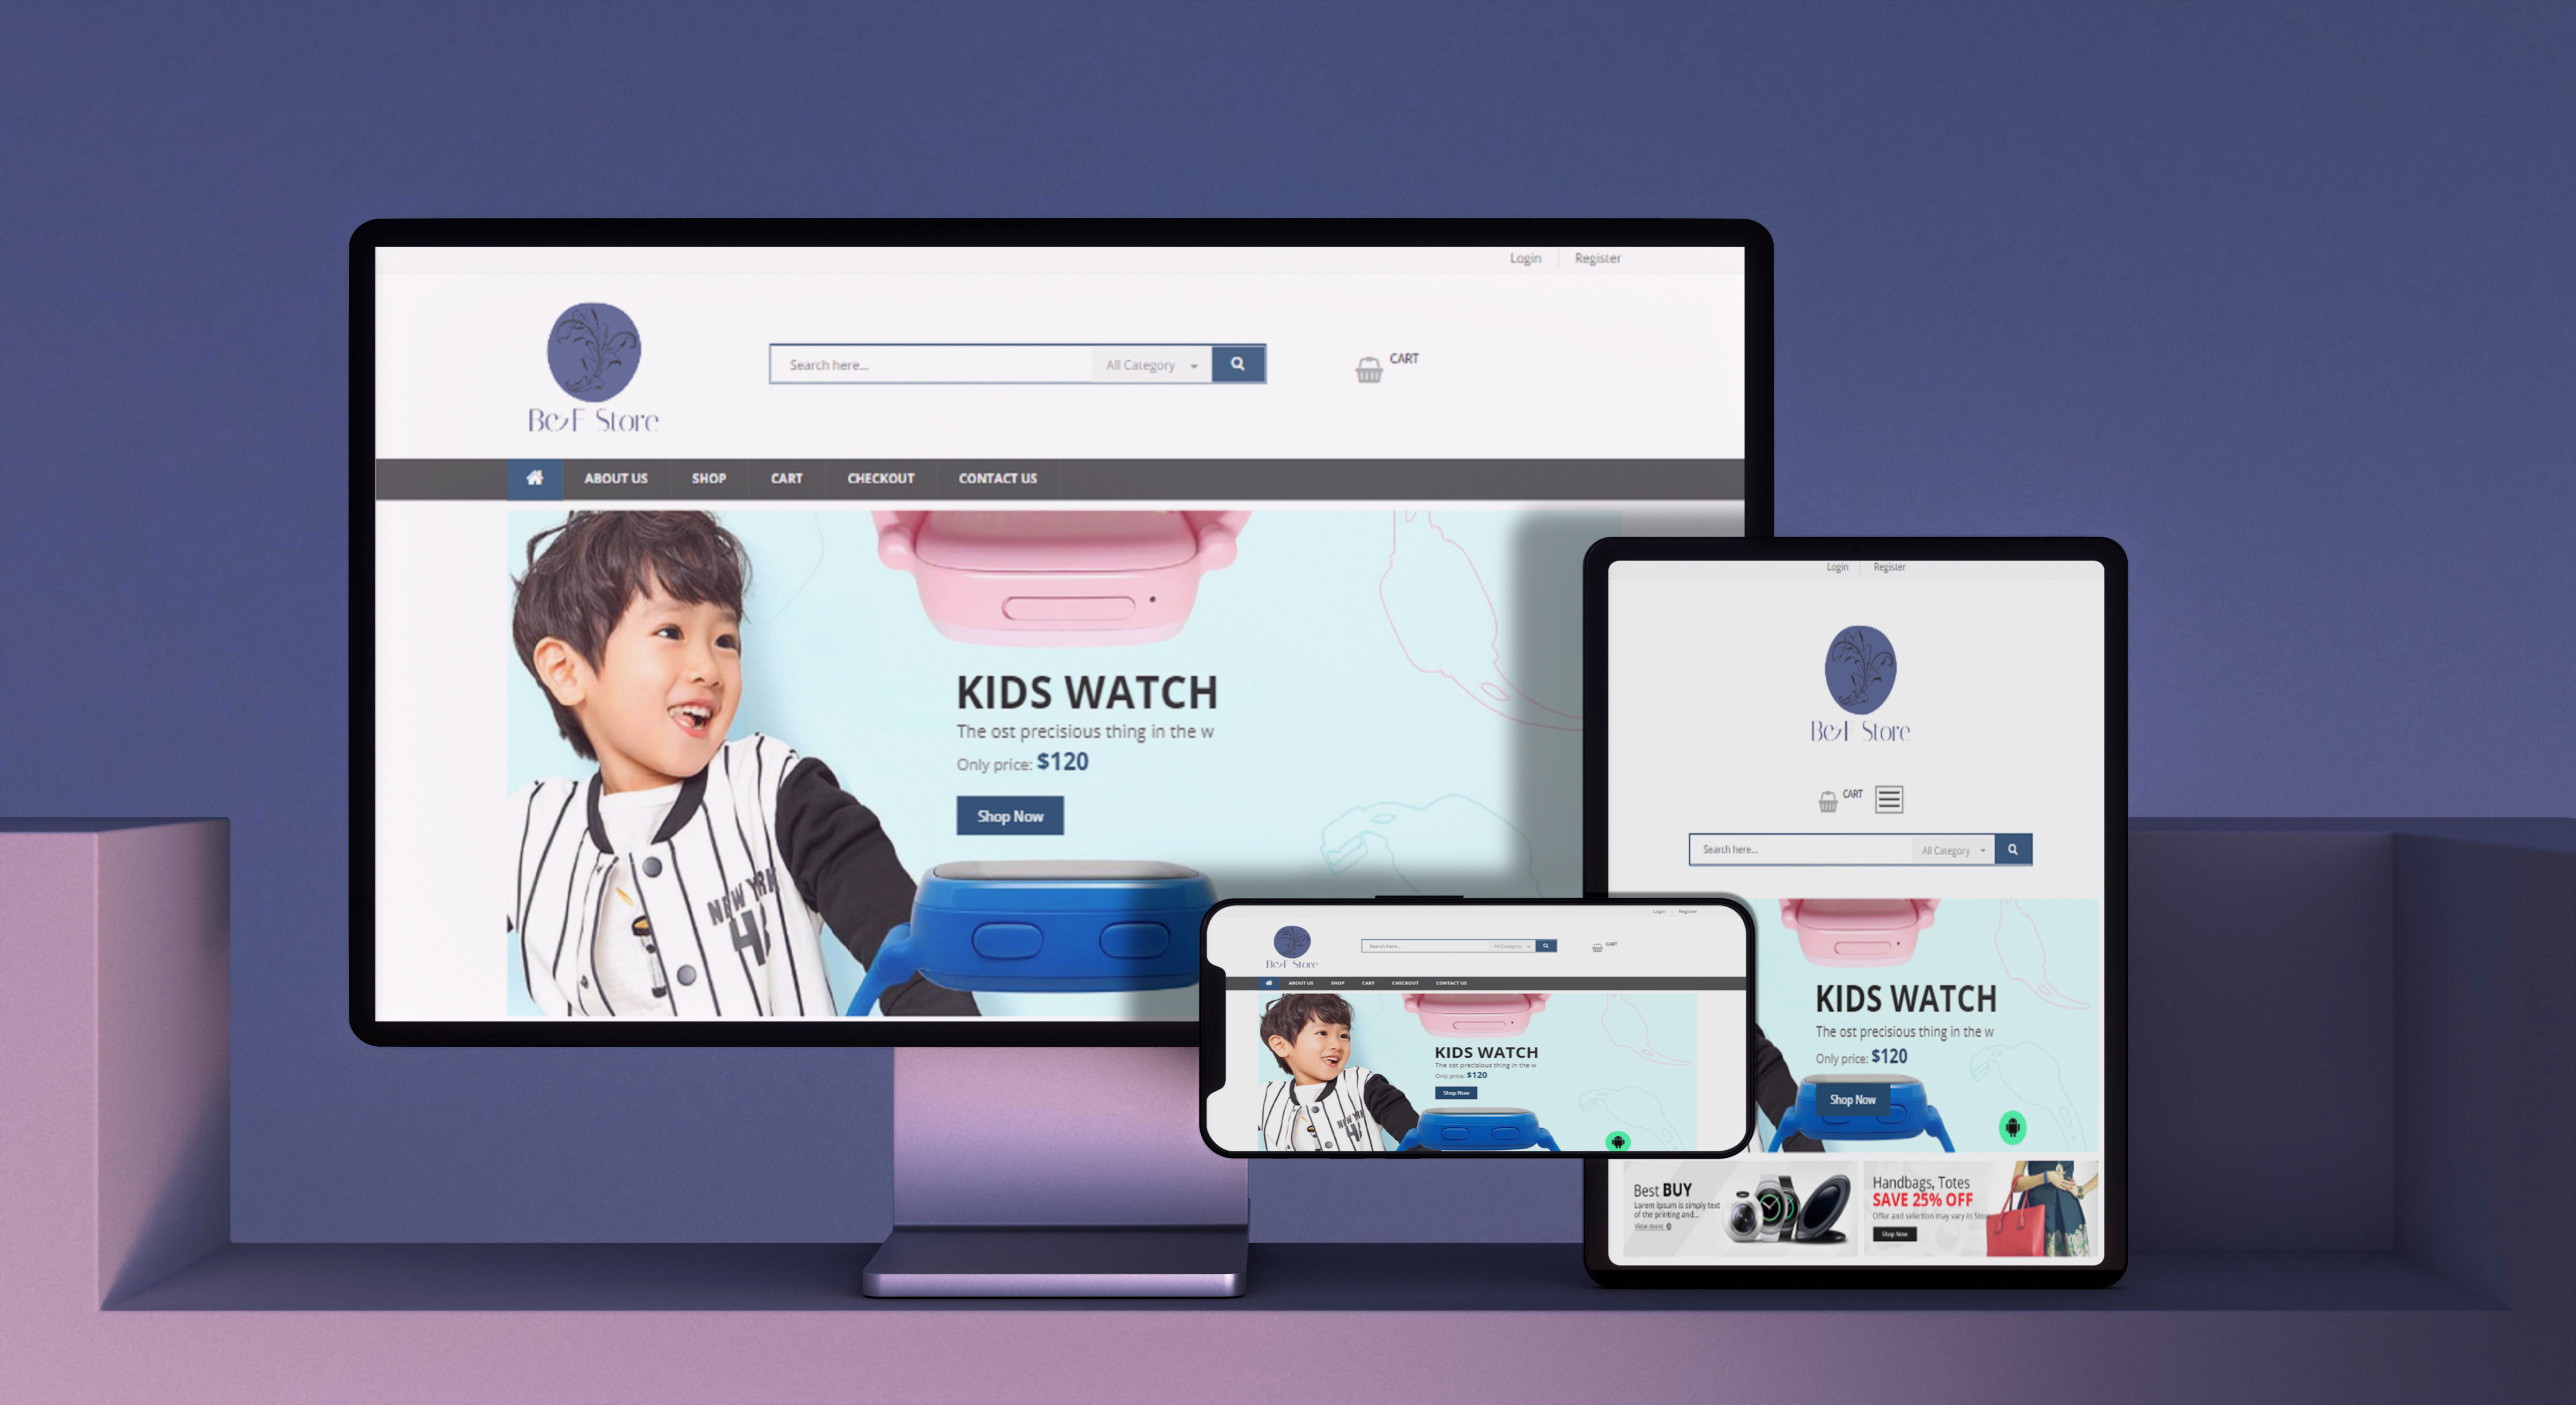 Login Register
Be&F Store
Search here... All Category
CART
ABOUT US SHOP CART CHECKOUT CONTACT US
KIDS WATCH
The ost precisious thing in the w
Only price: $120
Shop Now
NEW YRK
Login Register
Be&F Store
CART
Search here... All Category
KIDS WATCH
The ost precisious thing in the w
Only price: $120
Shop Now
Best BUY
Lorem Ipsum is simply text
of the printing and...
View more
Handbags, Totes
SAVE 25% OFF
Offer and selection may vary in Store
Shop Now
Login Register
Be&F Store
Search here... All Category
CART
ABOUT US SHOP CART CHECKOUT CONTACT US
KIDS WATCH
The ost precisious thing in the w
Only price: $120
Shop Now